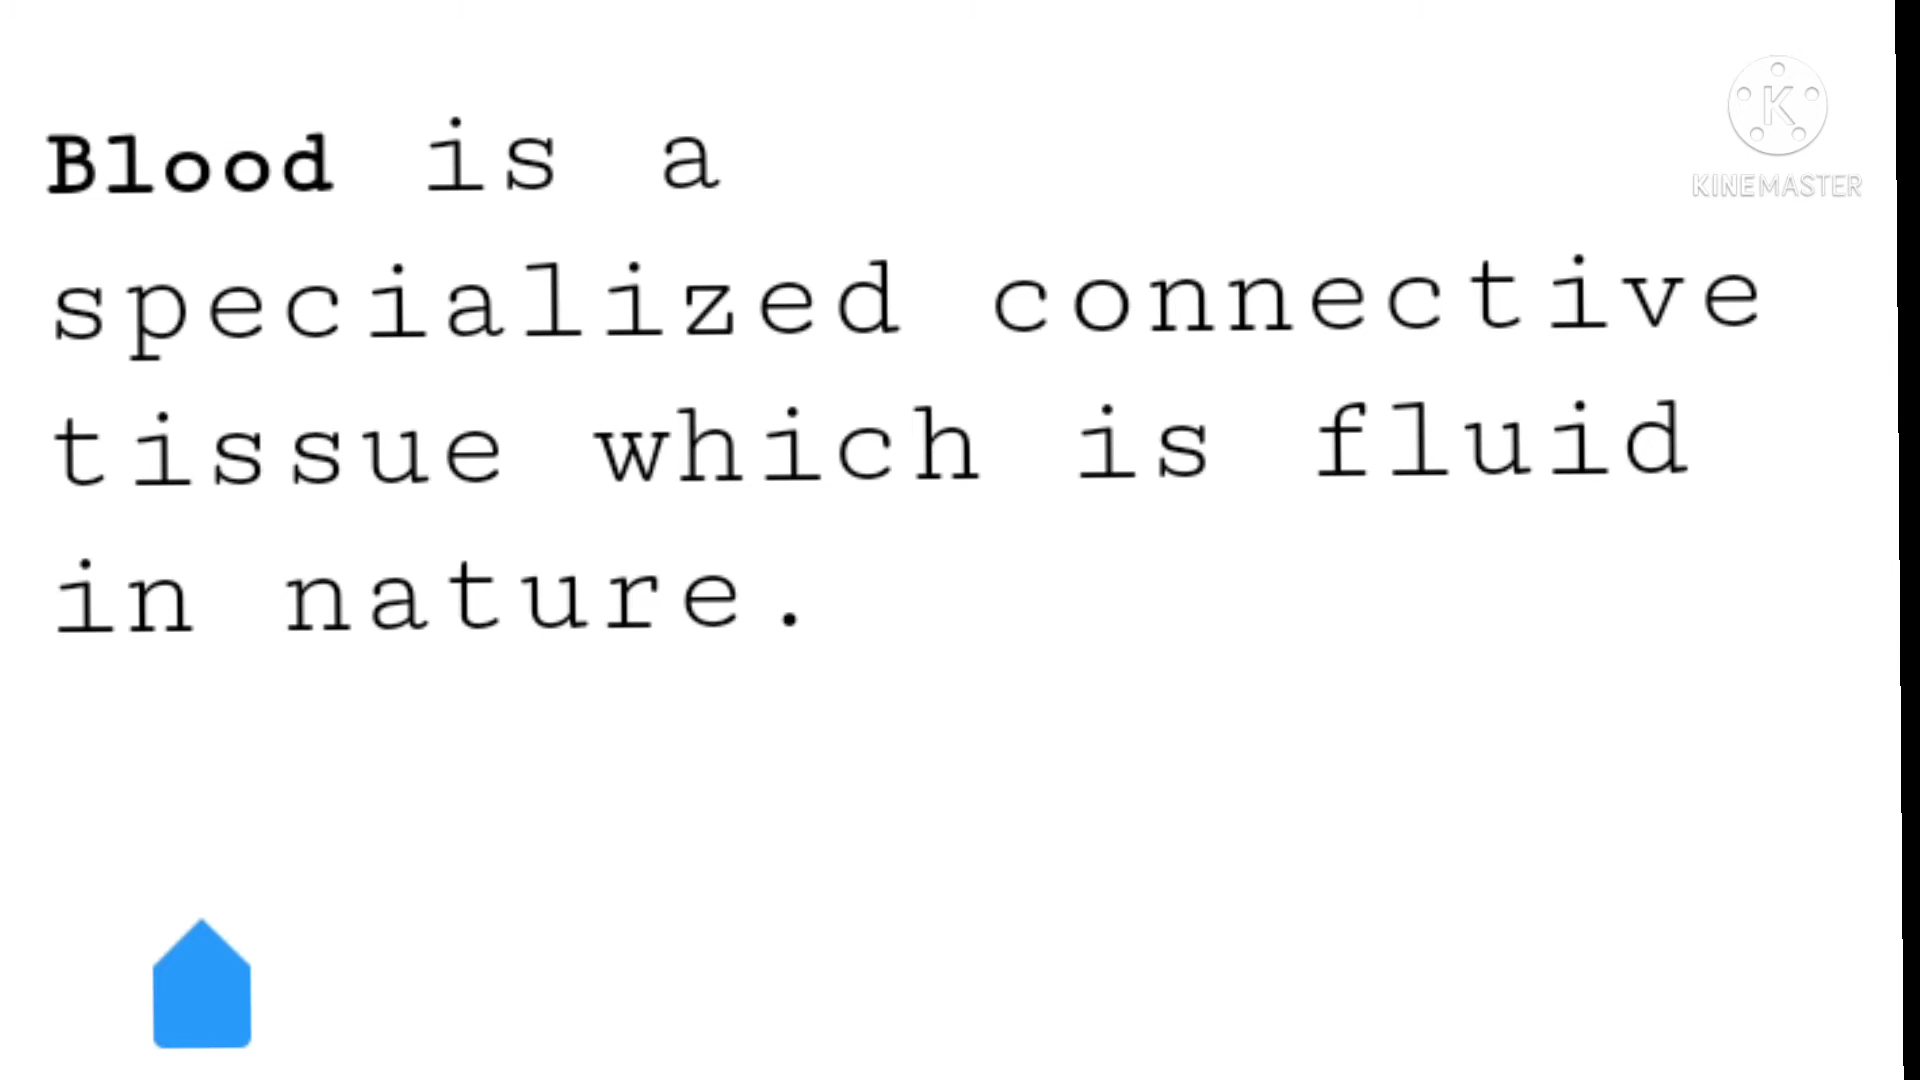 Blood is a
K
KINEMASTER
specialized connective
tissue which is fluid
in nature.